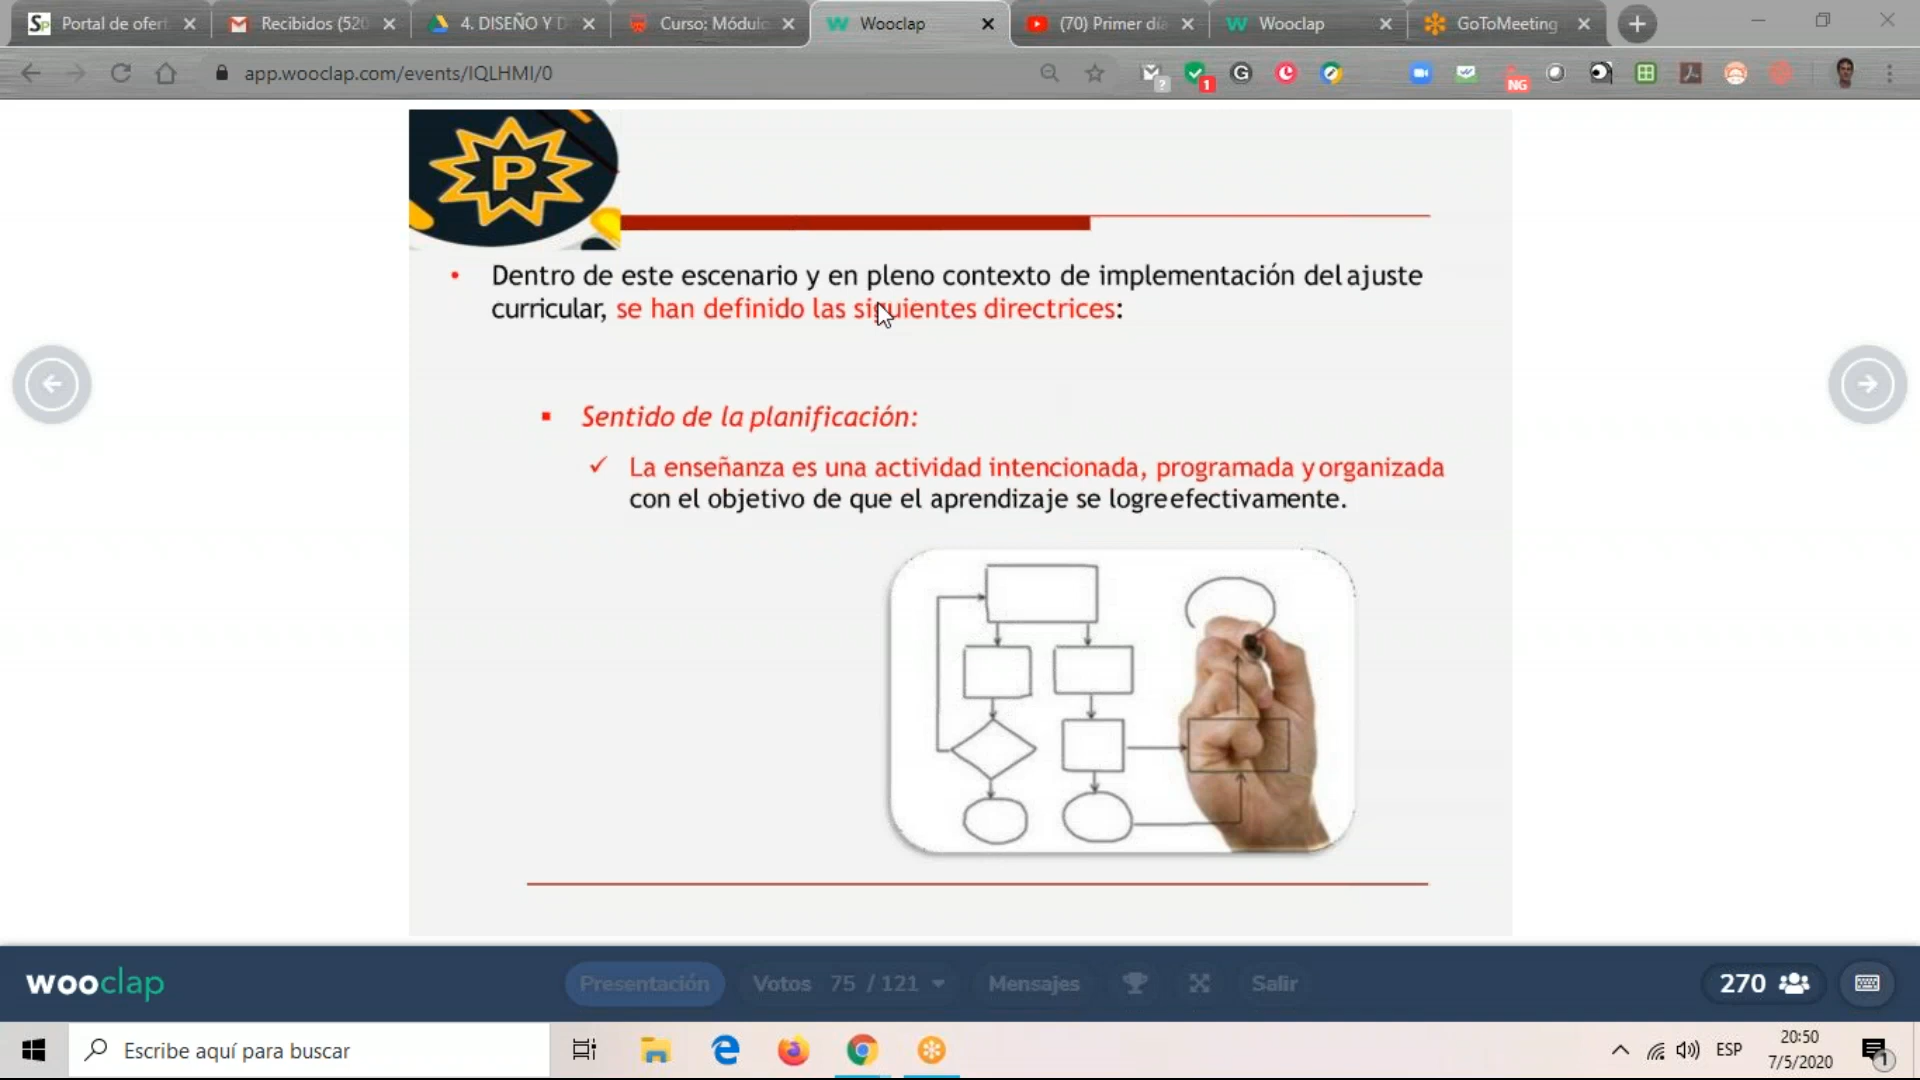 Portal de ofer
Recibidos (520
4. DISEÑO Y D
Curso: Módulo
Wooclap
(70) Primer día
Wooclap
GoToMeeting
app.wooclap.com/events/IQLHMI/0
?
1
G
NG
P
• Dentro de este escenario y en pleno contexto de implementación del ajuste
curricular, se han definido las siguientes directrices:
▪ Sentido de la planificación:
✓ La enseñanza es una actividad intencionada, programada y organizada
con el objetivo de que el aprendizaje se logre efectivamente.
wooclap
Presentación
Votos 75 / 121
Mensajes
Salir
270
Escribe aquí para buscar
ESP
20:50
7/5/2020
1